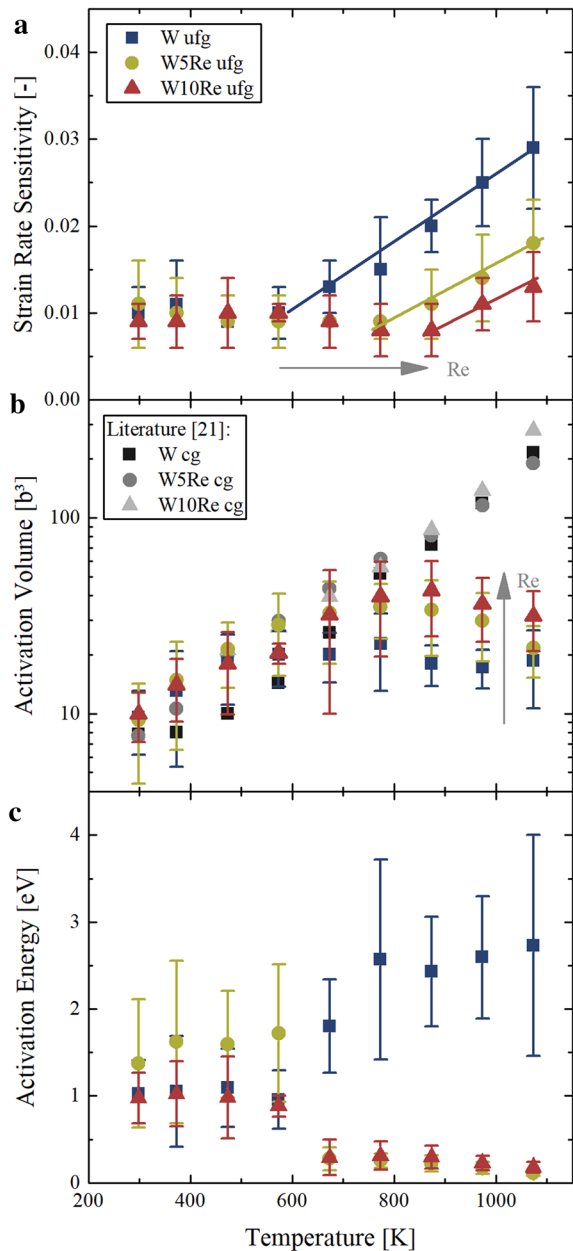 a
W ufg
W5Re ufg
W10Re ufg
0.04
0.03
0.02
0.01
0.00
Strain Rate Sensitivity [-]
Re
b
Literature [21]:
W cg
W5Re cg
W10Re cg
100
10
Activation Volume [b³]
Re
c
4
3
2
1
0
Activation Energy [eV]
200 400 600 800 1000
Temperature [K]